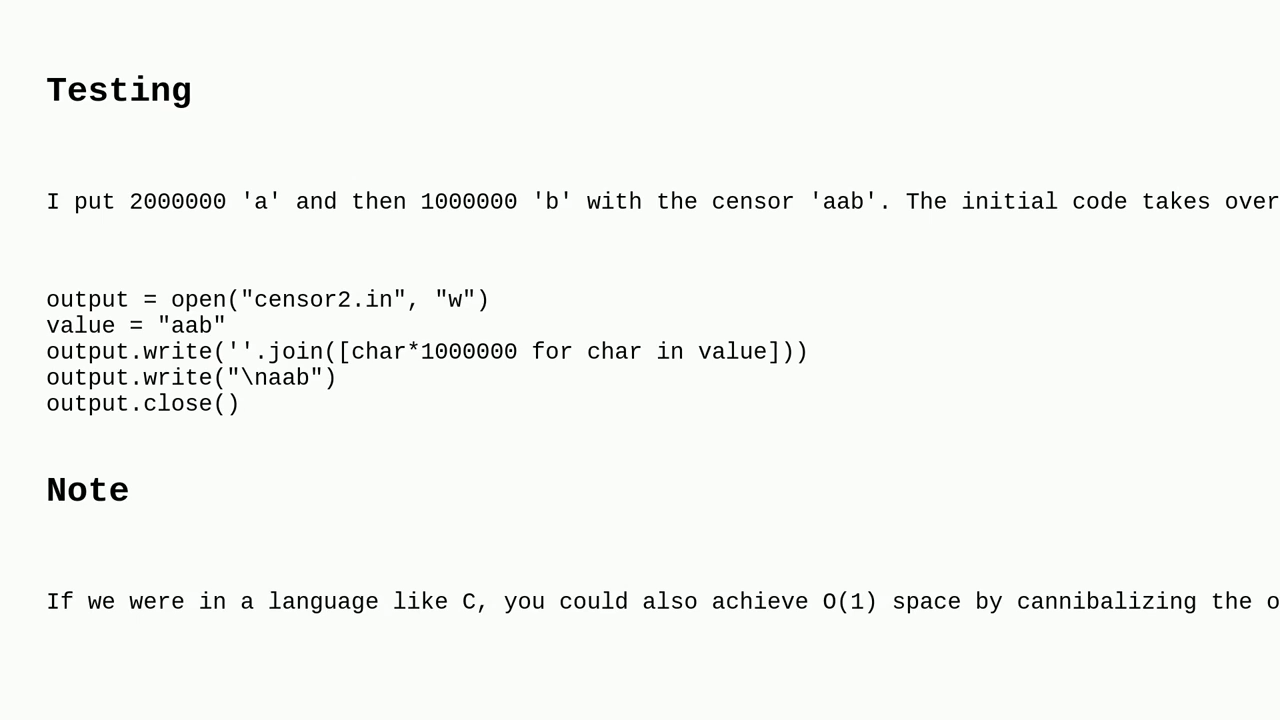 Testing
I put 2000000 'a' and then 1000000 'b' with the censor 'aab'. The initial code takes over
output = open("censor2.in", "w")
value = "aab"
output.write(''.join([char*1000000 for char in value]))
output.write("\naab")
output.close()
Note
If we were in a language like C, you could also achieve O(1) space by cannibalizing the o